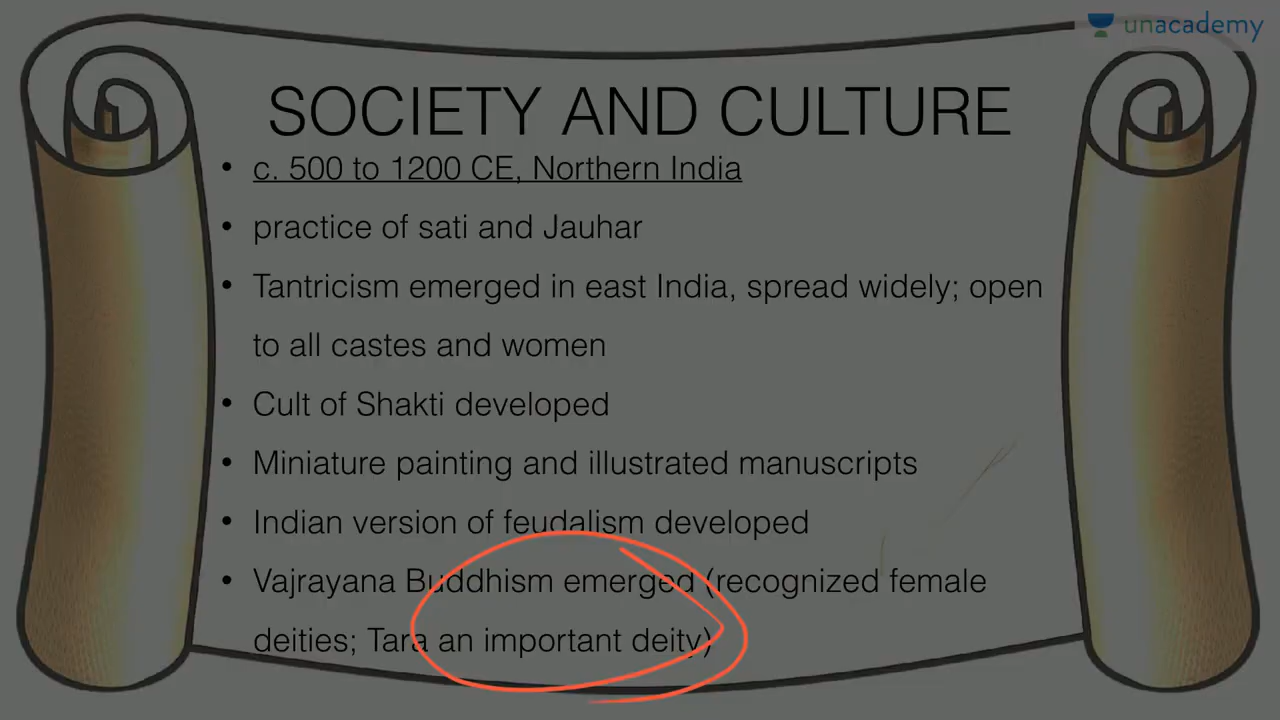 unacademy
SOCIETY AND CULTURE
• c. 500 to 1200 CE, Northern India
• practice of sati and Jauhar
• Tantricism emerged in east India, spread widely; open
to all castes and women
• Cult of Shakti developed
• Miniature painting and illustrated manuscripts
• Indian version of feudalism developed
• Vajrayana Buddhism emerged (recognized female
deities; Tara an important deity)